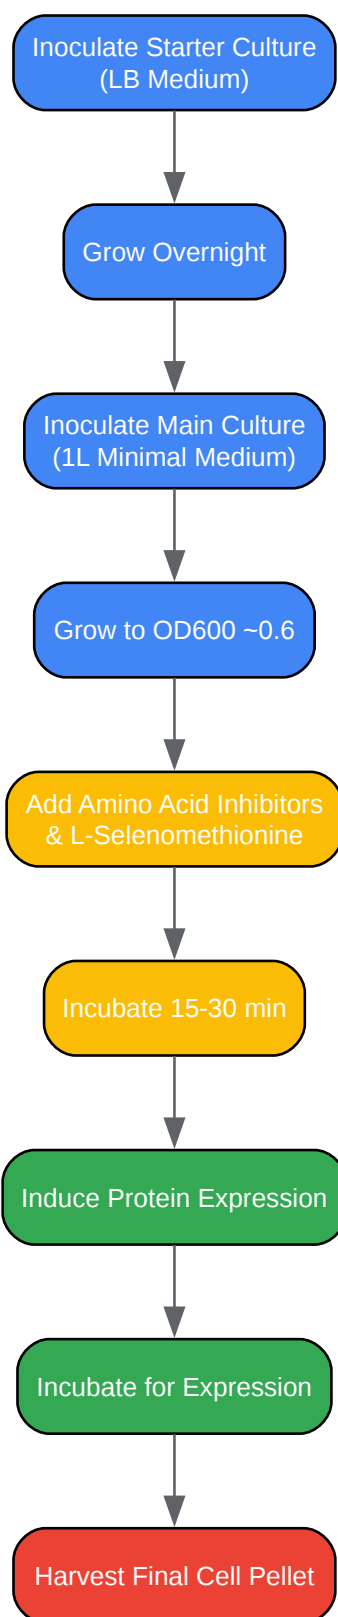 Inoculate Starter Culture
(LB Medium)
Grow Overnight
Inoculate Main Culture
(1L Minimal Medium)
Grow to OD600 ~0.6
Add Amino Acid Inhibitors
& L-Selenomethionine
Incubate 15-30 min
Induce Protein Expression
Incubate for Expression
Harvest Final Cell Pellet